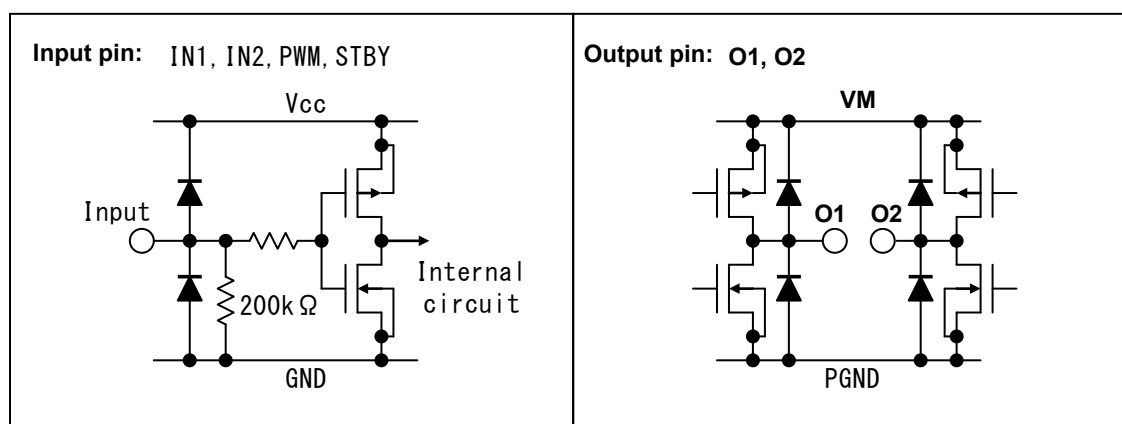 Input pin: IN1, IN2, PWM, STBY
Vcc
Input
200kΩ
Internal
circuit
GND
Output pin: O1, O2
VM
O1
O2
PGND